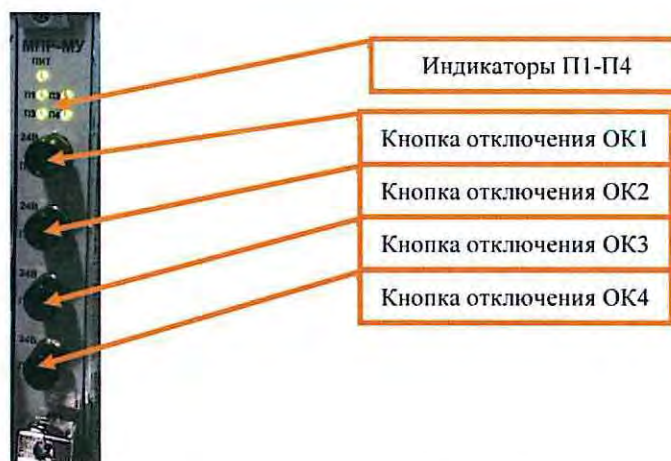 МПР-МУ
ПИТ
П1 П2
П3 П4
24В
24В
24В
24В
Индикаторы П1-П4
Кнопка отключения ОК1
Кнопка отключения ОК2
Кнопка отключения ОК3
Кнопка отключения ОК4